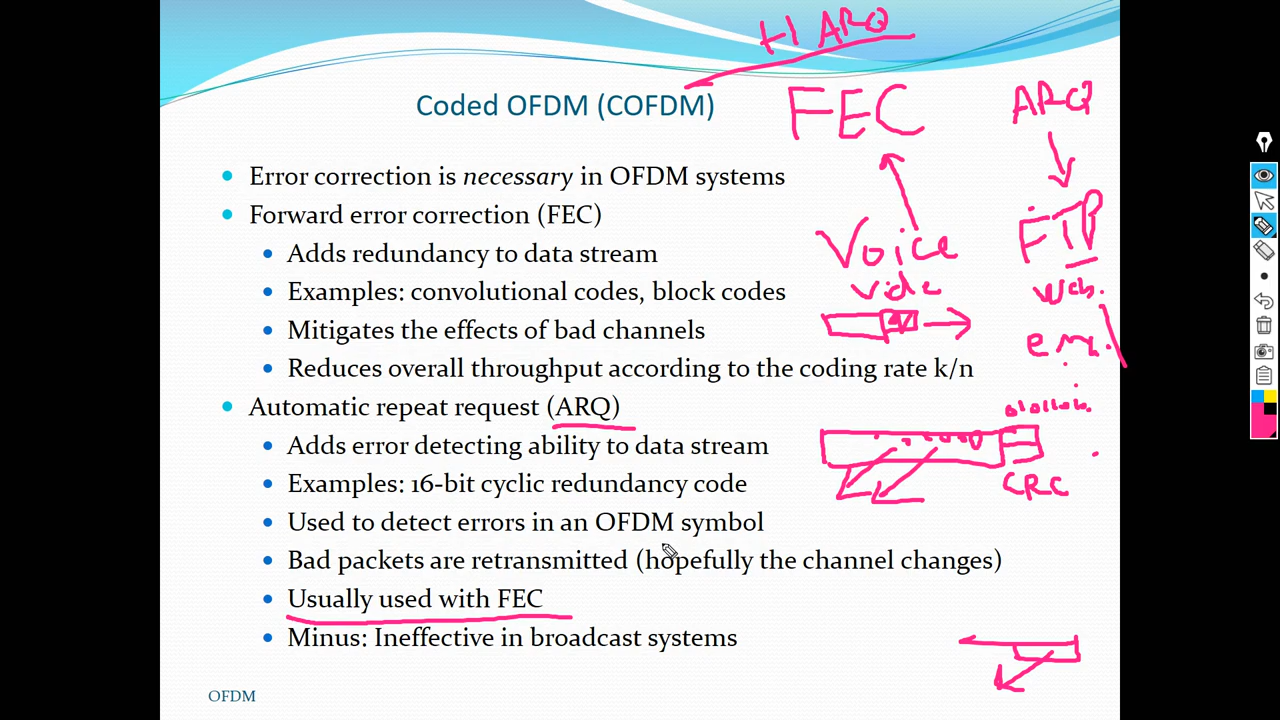 HARQ
Coded OFDM (COFDM)
FEC
ARQ
Error correction is necessary in OFDM systems
Forward error correction (FEC)
Adds redundancy to data stream
Voice
FTP
Examples: convolutional codes, block codes
Vide
Web.
Mitigates the effects of bad channels
Reduces overall throughput according to the coding rate k/n
Automatic repeat request (ARQ)
Adds error detecting ability to data stream
Examples: 16-bit cyclic redundancy code
CRC
Used to detect errors in an OFDM symbol
Bad packets are retransmitted (hopefully the channel changes)
Usually used with FEC
Minus: Ineffective in broadcast systems
OFDM